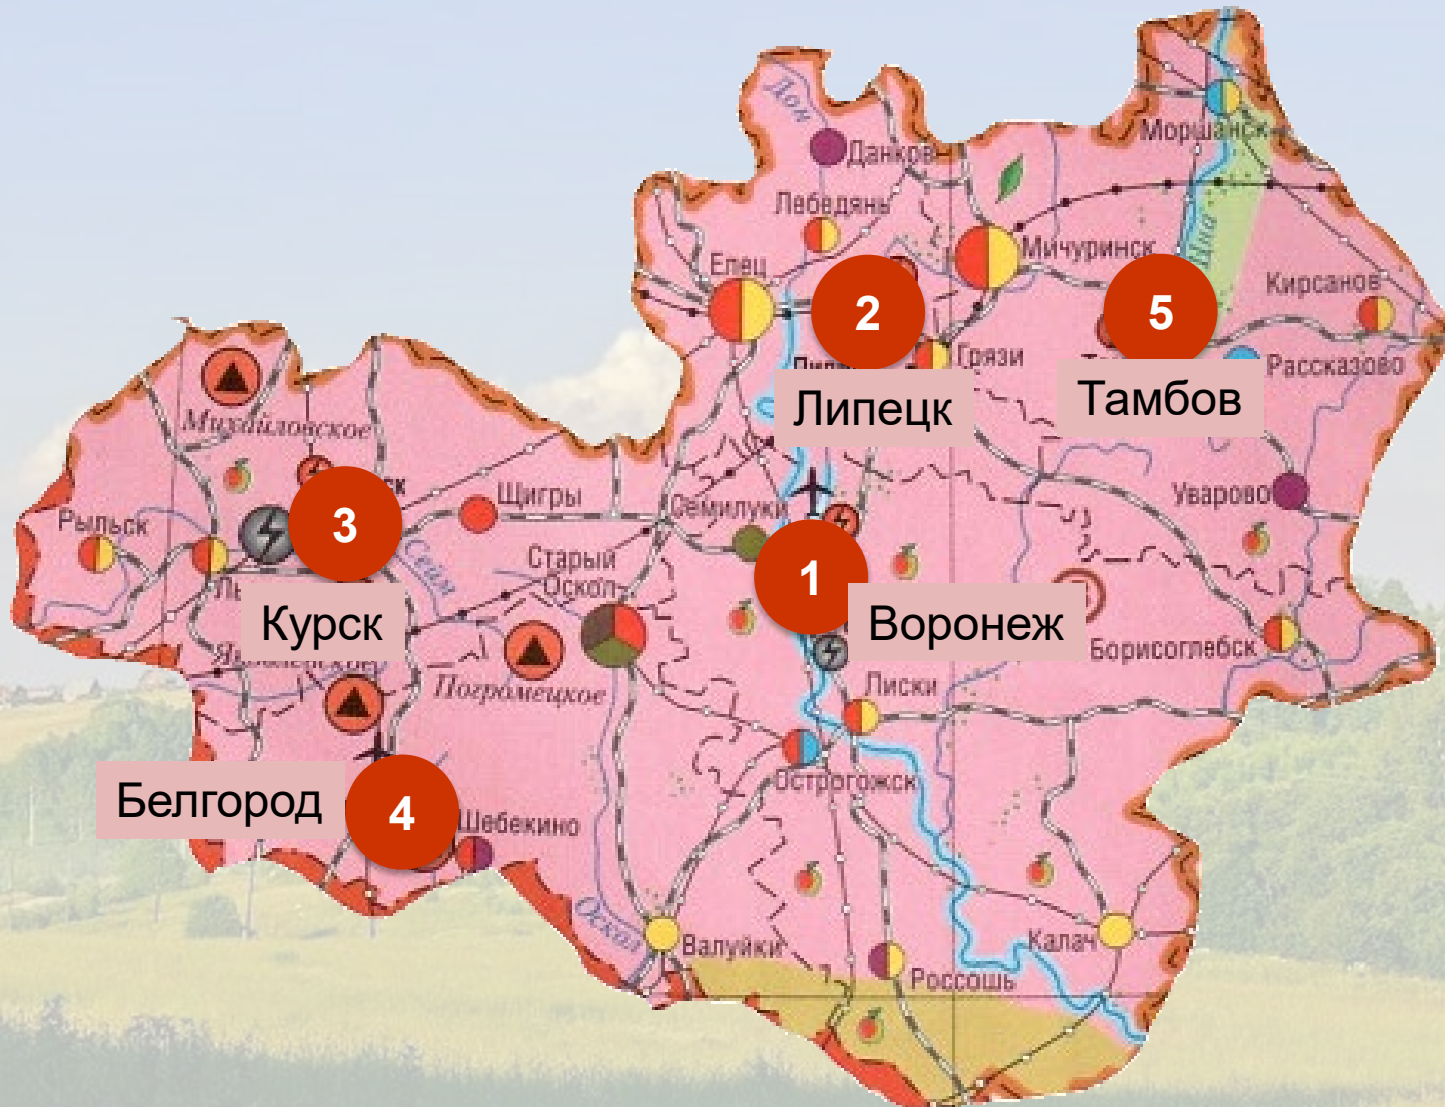 Дон
Моршанск
Данков
Лебедянь
Цна
Мичуринск
Елец
Кирсанов
2
5
Грязи
Рассказово
Липецк
Тамбов
Михайловское
Щигры
Семилуки
Уварово
Рыльск
3
Сейм
Старый
Оскол
1
Курск
Воронеж
Борисоглебск
Погромецкое
Лиски
Острогожск
Белгород
4
Шебекино
Оскол
Валуйки
Калач
Россошь